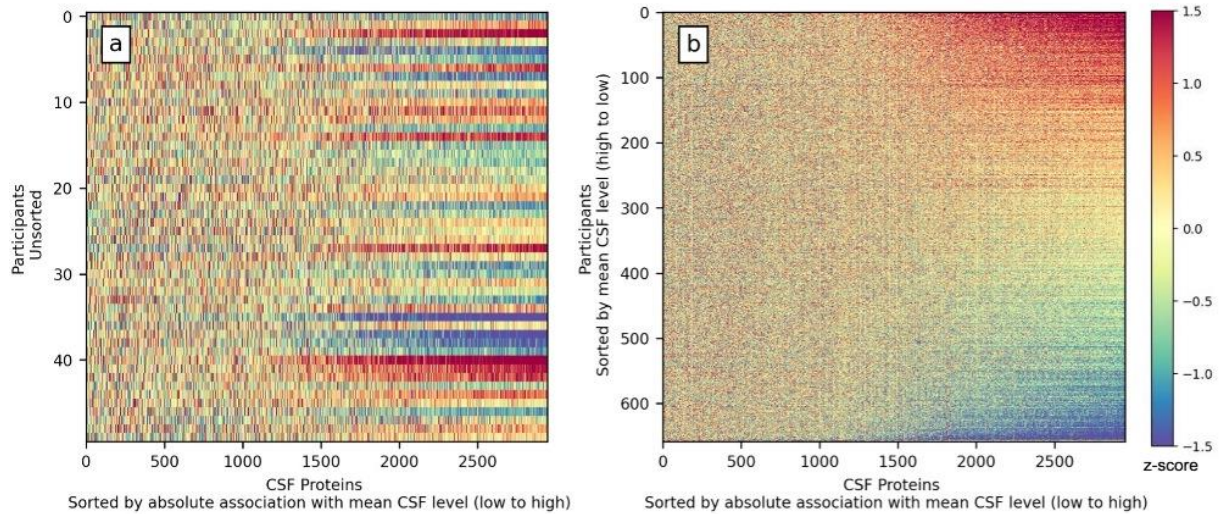 a
0
10
20
30
40
Participants
Unsorted
0
500
1000
1500
2000
2500
CSF Proteins
Sorted by absolute association with mean CSF level (low to high)
b
0
100
200
300
400
500
600
Participants
Sorted by mean CSF level (high to low)
0
500
1000
1500
2000
2500
CSF Proteins
Sorted by absolute association with mean CSF level (low to high)
1.5
1.0
0.5
0.0
−0.5
−1.0
−1.5
z-score